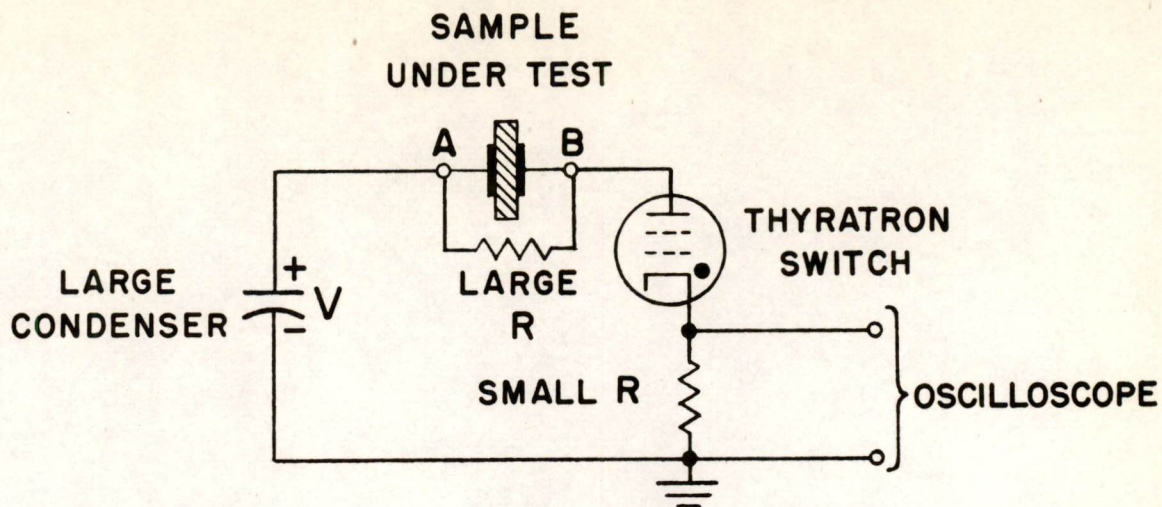 SAMPLE
UNDER TEST
A
B
THYRATRON
SWITCH
LARGE
CONDENSER
+
V
−
LARGE
R
SMALL R
OSCILLOSCOPE